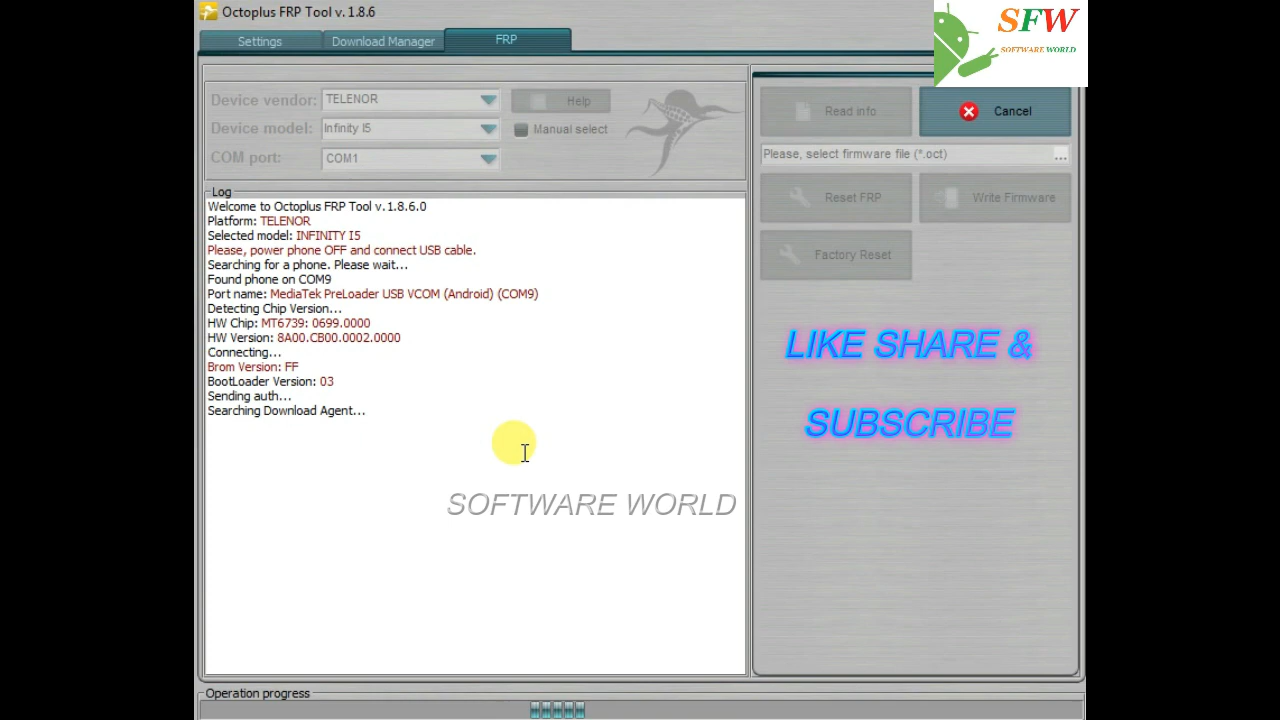 Octoplus FRP Tool v. 1.8.6
SFW
SOFTWARE WORLD
Settings
Download Manager
FRP
Device vendor:
TELENOR
Help
Device model:
Infinity I5
Manual select
COM port:
COM1
Read info
Cancel
Please, select firmware file (*.oct)
...
Reset FRP
Write Firmware
Factory Reset
Log
Welcome to Octoplus FRP Tool v.1.8.6.0
Platform: TELENOR
Selected model: INFINITY I5
Please, power phone OFF and connect USB cable.
Searching for a phone. Please wait...
Found phone on COM9
Port name: MediaTek PreLoader USB VCOM (Android) (COM9)
Detecting Chip Version...
HW Chip: MT6739: 0699.0000
HW Version: 8A00.CB00.0002.0000
Connecting...
Brom Version: FF
BootLoader Version: 03
Sending auth...
Searching Download Agent...
LIKE SHARE &
SUBSCRIBE
SOFTWARE WORLD
Operation progress